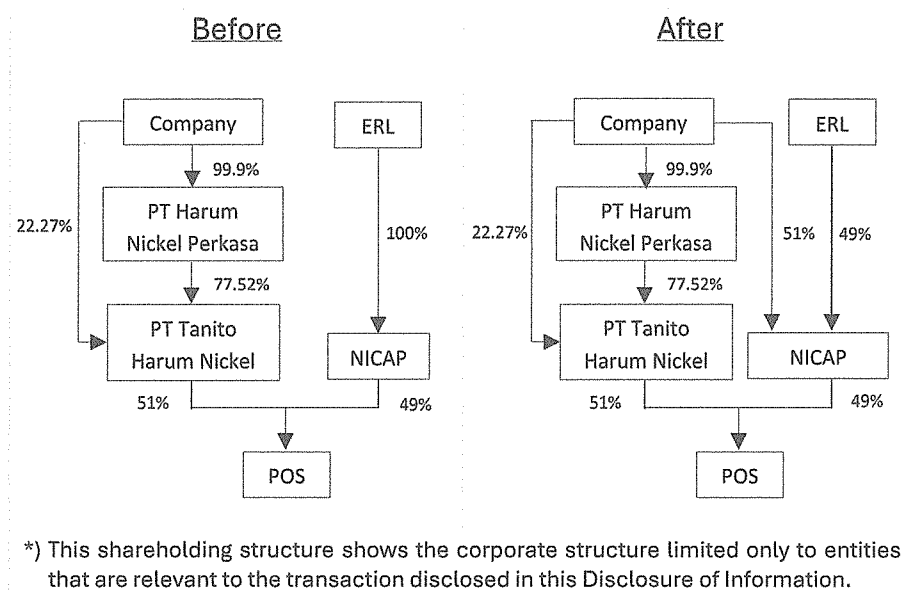 Before
Company
ERL
99.9%
PT Harum
Nickel Perkasa
22.27%
100%
77.52%
PT Tanito
Harum Nickel
NICAP
51%
49%
POS
After
Company
ERL
99.9%
PT Harum
Nickel Perkasa
22.27%
51%
49%
77.52%
PT Tanito
Harum Nickel
NICAP
51%
49%
POS
*) This shareholding structure shows the corporate structure limited only to entities
that are relevant to the transaction disclosed in this Disclosure of Information.